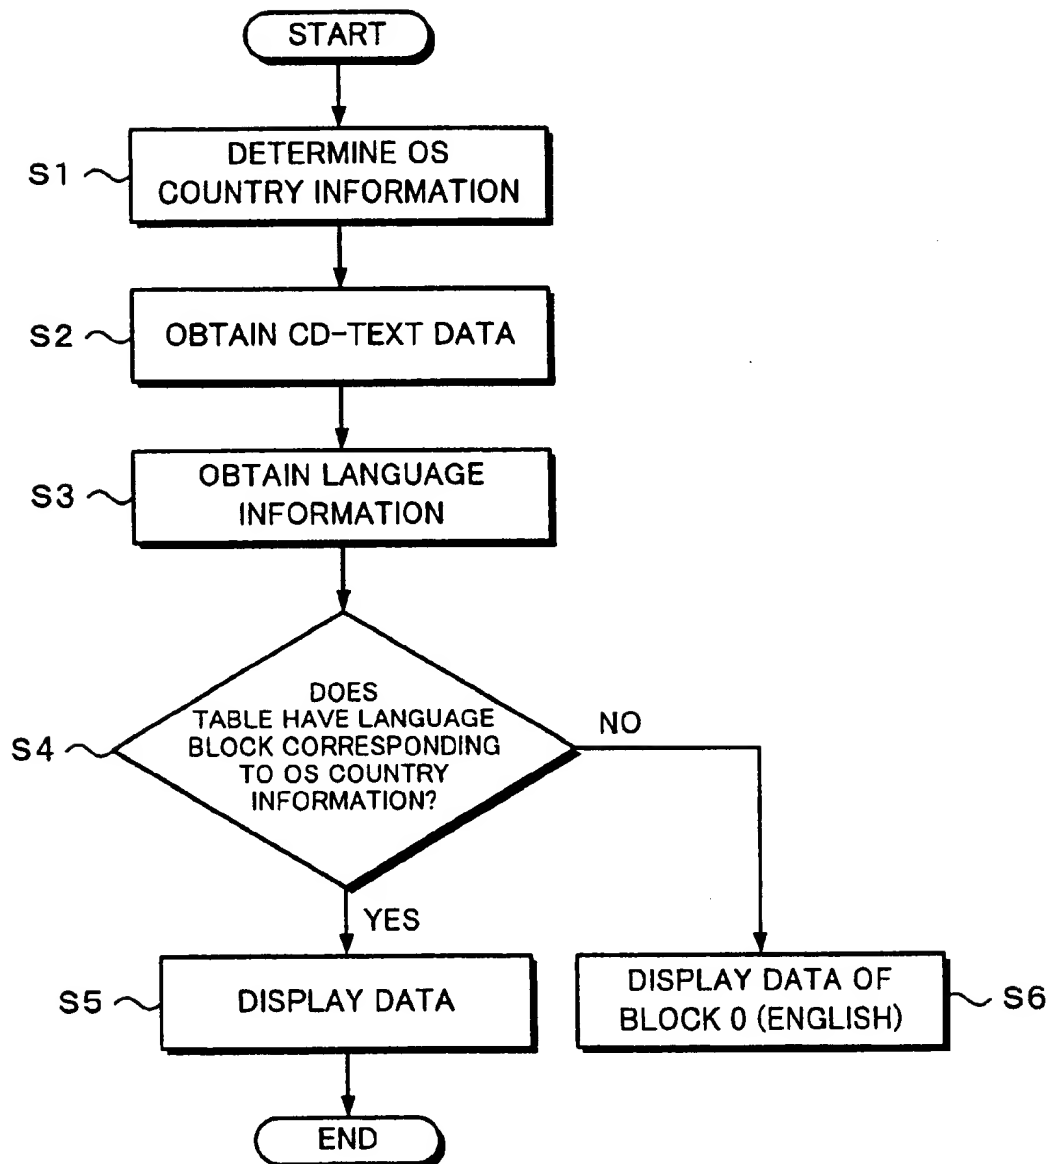 START
S1
DETERMINE OS
COUNTRY INFORMATION
S2
OBTAIN CD-TEXT DATA
S3
OBTAIN LANGUAGE
INFORMATION
S4
DOES
TABLE HAVE LANGUAGE
BLOCK CORRESPONDING
TO OS COUNTRY
INFORMATION?
NO
YES
S5
DISPLAY DATA
DISPLAY DATA OF
BLOCK 0 (ENGLISH)
S6
END